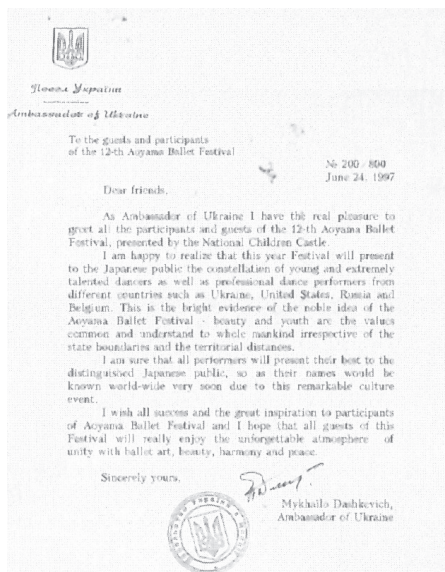 Посол України
Ambassador of Ukraine
To the guests and participants
of the 12-th Aoyama Ballet Festival
№ 200/800
June 24, 1997
Dear friends,
As Ambassador of Ukraine I have the real pleasure to
greet all the participants and guests of the 12-th Aoyama Ballet
Festival, presented by the National Children Castle.
I am happy to realize that this year Festival will present
to the Japanese public the constellation of young and extremely
talented dancers as well as professional dance performers from
different countries such as Ukraine, United States, Russia and
Belgium. This is the bright evidence of the noble idea of the
Aoyama Ballet Festival - beauty and youth are the values
common and understand to whole mankind irrespective of the
state boundaries and the territorial distances.
I am sure that all performers will present their best to the
distinguished Japanese public, so as their names would be
known world-wide very soon due to this remarkable culture
event.
I wish all success and the great inspiration to participants
of Aoyama Ballet Festival and I hope that all guests of this
Festival will really enjoy the unforgettable atmosphere of
unity with ballet art, beauty, harmony and peace.
Sincerely yours,
Mykhailo Dashkevich,
Ambassador of Ukraine